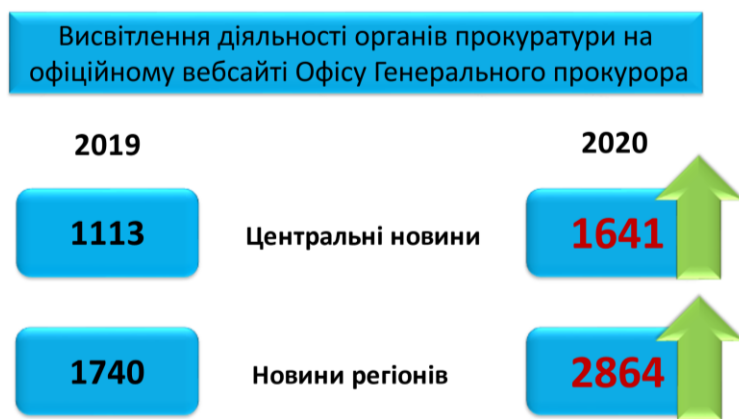 Висвітлення діяльності органів прокуратури на
офіційному вебсайті Офісу Генерального прокурора
2019
2020
1113
Центральні новини
1641
1740
Новини регіонів
2864